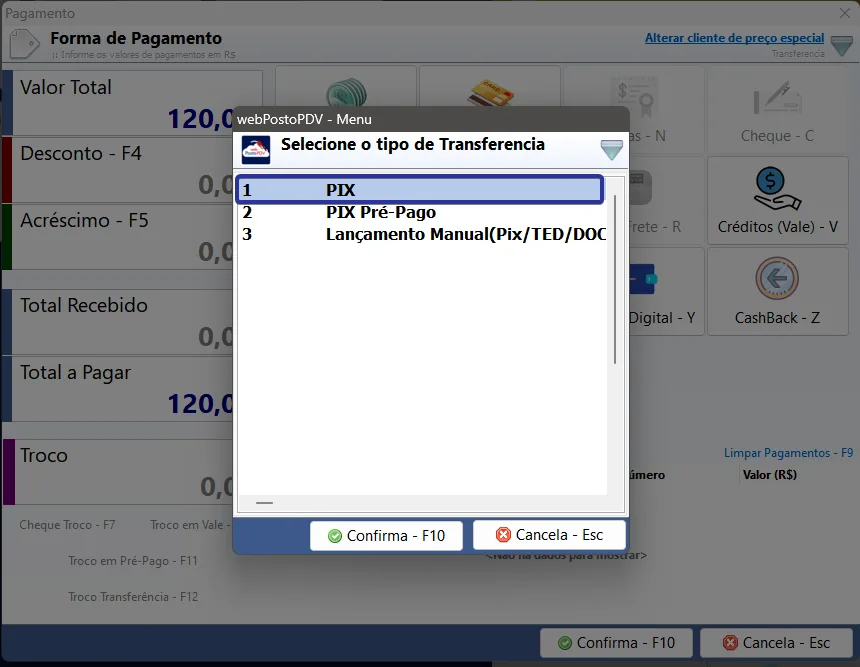 Pagamento
Forma de Pagamento
:: Informe os valores de pagamentos em R$
Alterar cliente de preço especial
Transferencia
Valor Total
120,0
Desconto - F4
0,0
Acréscimo - F5
0,0
Total Recebido
0,0
Total a Pagar
120,0
Troco
0,0
Cheque Troco - F7
Troco em Vale -
Troco em Pré-Pago - F11
Troco Transferência - F12
as - N
Cheque - C
Frete - R
Créditos (Vale) - V
Digital - Y
CashBack - Z
webPostoPDV - Menu
Selecione o tipo de Transferencia
1 PIX
2 PIX Pré-Pago
3 Lançamento Manual(Pix/TED/DOC
Confirma - F10
Cancela - Esc
Limpar Pagamentos - F9
úmero
Valor (R$)
<Não há dados para mostrar>
Confirma - F10
Cancela - Esc